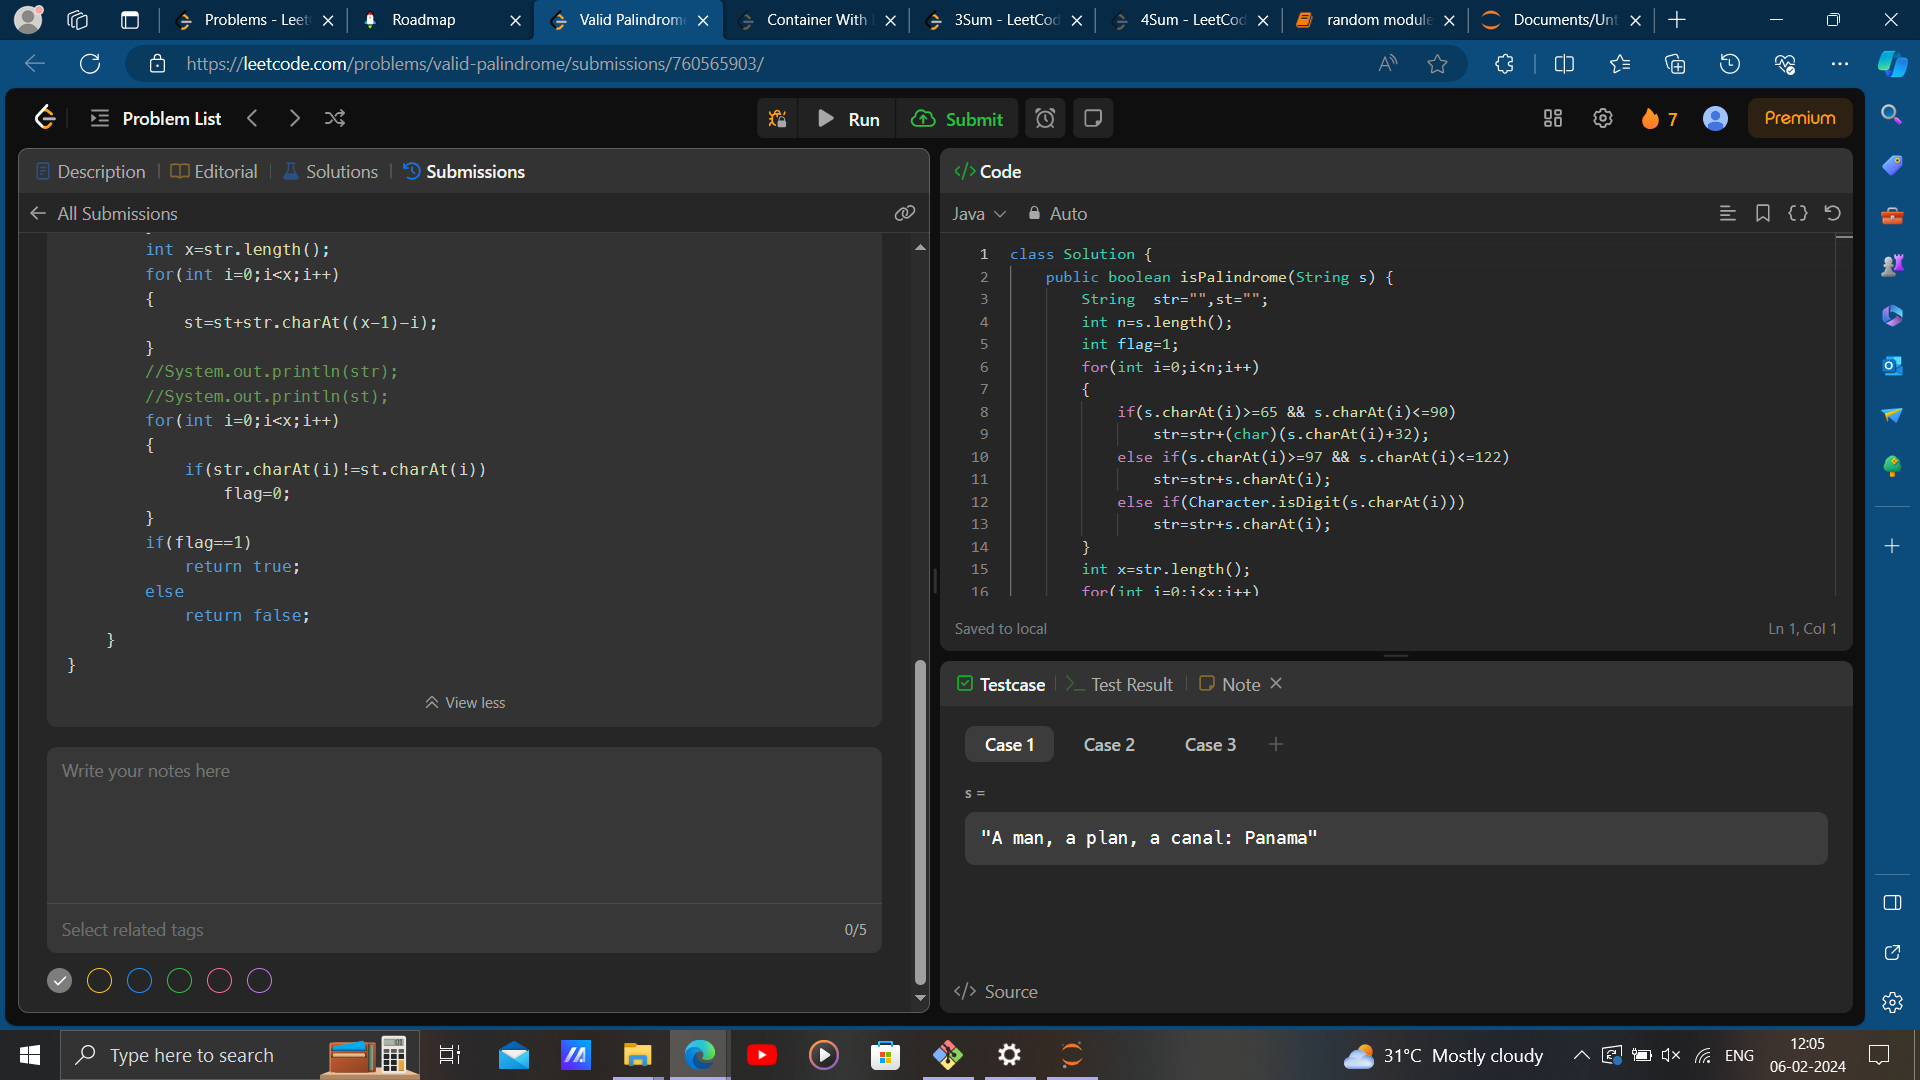 Problems - Leet
Roadmap
Valid Palindrome
Container With
3Sum - LeetCod
4Sum - LeetCod
random module
Documents/Unt
https://leetcode.com/problems/valid-palindrome/submissions/760565903/
Problem List
Run
Submit
7
Premium
Description
Editorial
Solutions
Submissions
All Submissions
int x=str.length();
for(int i=0;i<x;i++)
{
st=st+str.charAt((x-1)-i);
}
//System.out.println(str);
//System.out.println(st);
for(int i=0;i<x;i++)
{
if(str.charAt(i)!=st.charAt(i))
flag=0;
}
if(flag==1)
return true;
else
return false;
}
}
View less
Write your notes here
Select related tags
0/5
</> Code
Java
Auto
1 class Solution {
2 public boolean isPalindrome(String s) {
3 String  str="",st="";
4 int n=s.length();
5 int flag=1;
6 for(int i=0;i<n;i++)
7 {
8 if(s.charAt(i)>=65 && s.charAt(i)<=90)
9 str=str+(char)(s.charAt(i)+32);
10 else if(s.charAt(i)>=97 && s.charAt(i)<=122)
11 str=str+s.charAt(i);
12 else if(Character.isDigit(s.charAt(i)))
13 str=str+s.charAt(i);
14 }
15 int x=str.length();
16 for(int i=0;i<x;i++)
Saved to local
Ln 1, Col 1
Testcase
Test Result
Note
Case 1
Case 2
Case 3
s =
"A man, a plan, a canal: Panama"
</> Source
Type here to search
31°C Mostly cloudy
ENG
12:05
06-02-2024